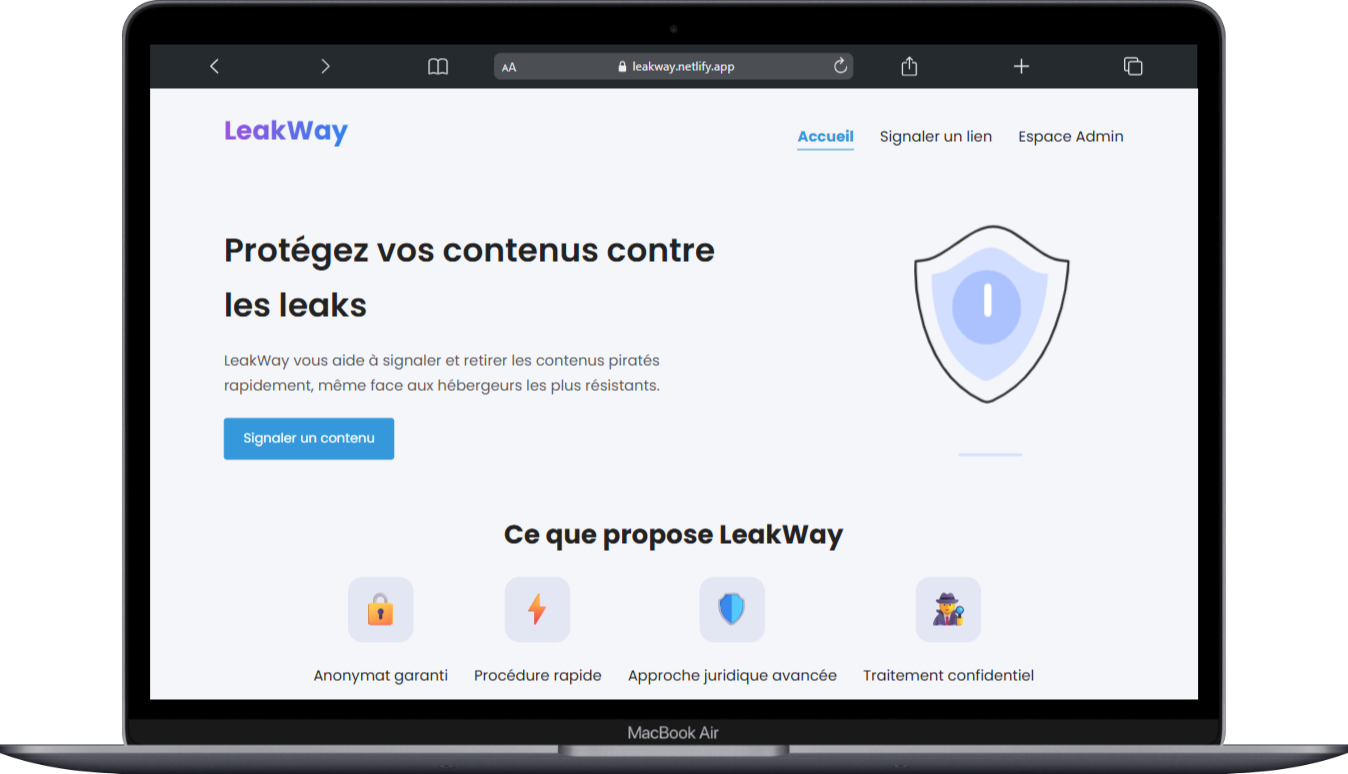 AA leakway.netlify.app
LeakWay
Accueil Signaler un lien Espace Admin
Protégez vos contenus contre
les leaks
LeakWay vous aide à signaler et retirer les contenus piratés
rapidement, même face aux hébergeurs les plus résistants.
Signaler un contenu
Ce que propose LeakWay
Anonymat garanti Procédure rapide Approche juridique avancée Traitement confidentiel
MacBook Air